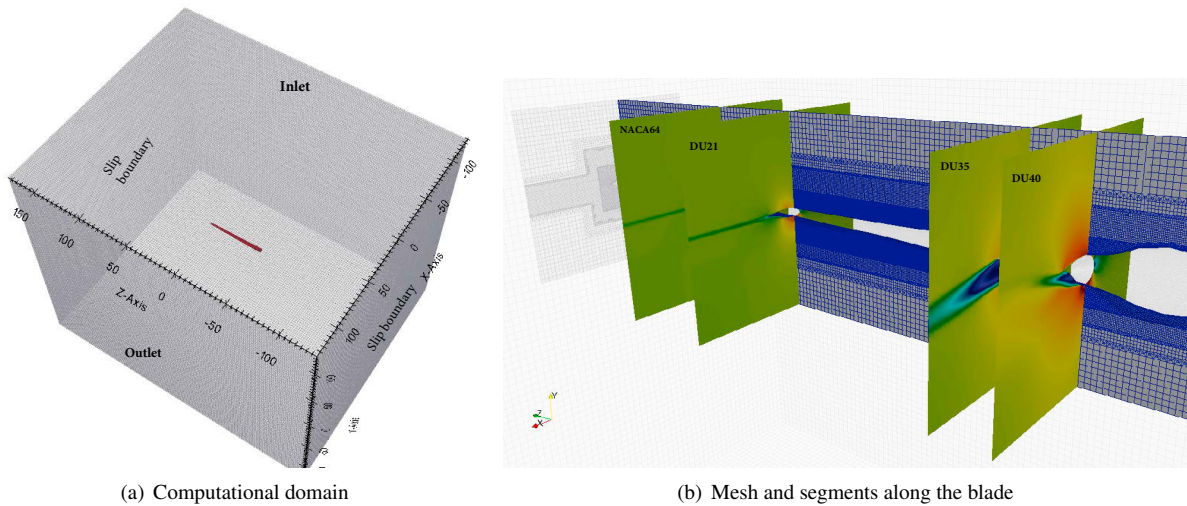 Inlet
Slip
boundary
-100
-50
0
X-Axis
50
100
Slip boundary
150
100
50
Z-Axis
0
-50
-100
Outlet
NACA64
DU21
DU35
DU40
Y
Z
X
(a) Computational domain
(b) Mesh and segments along the blade